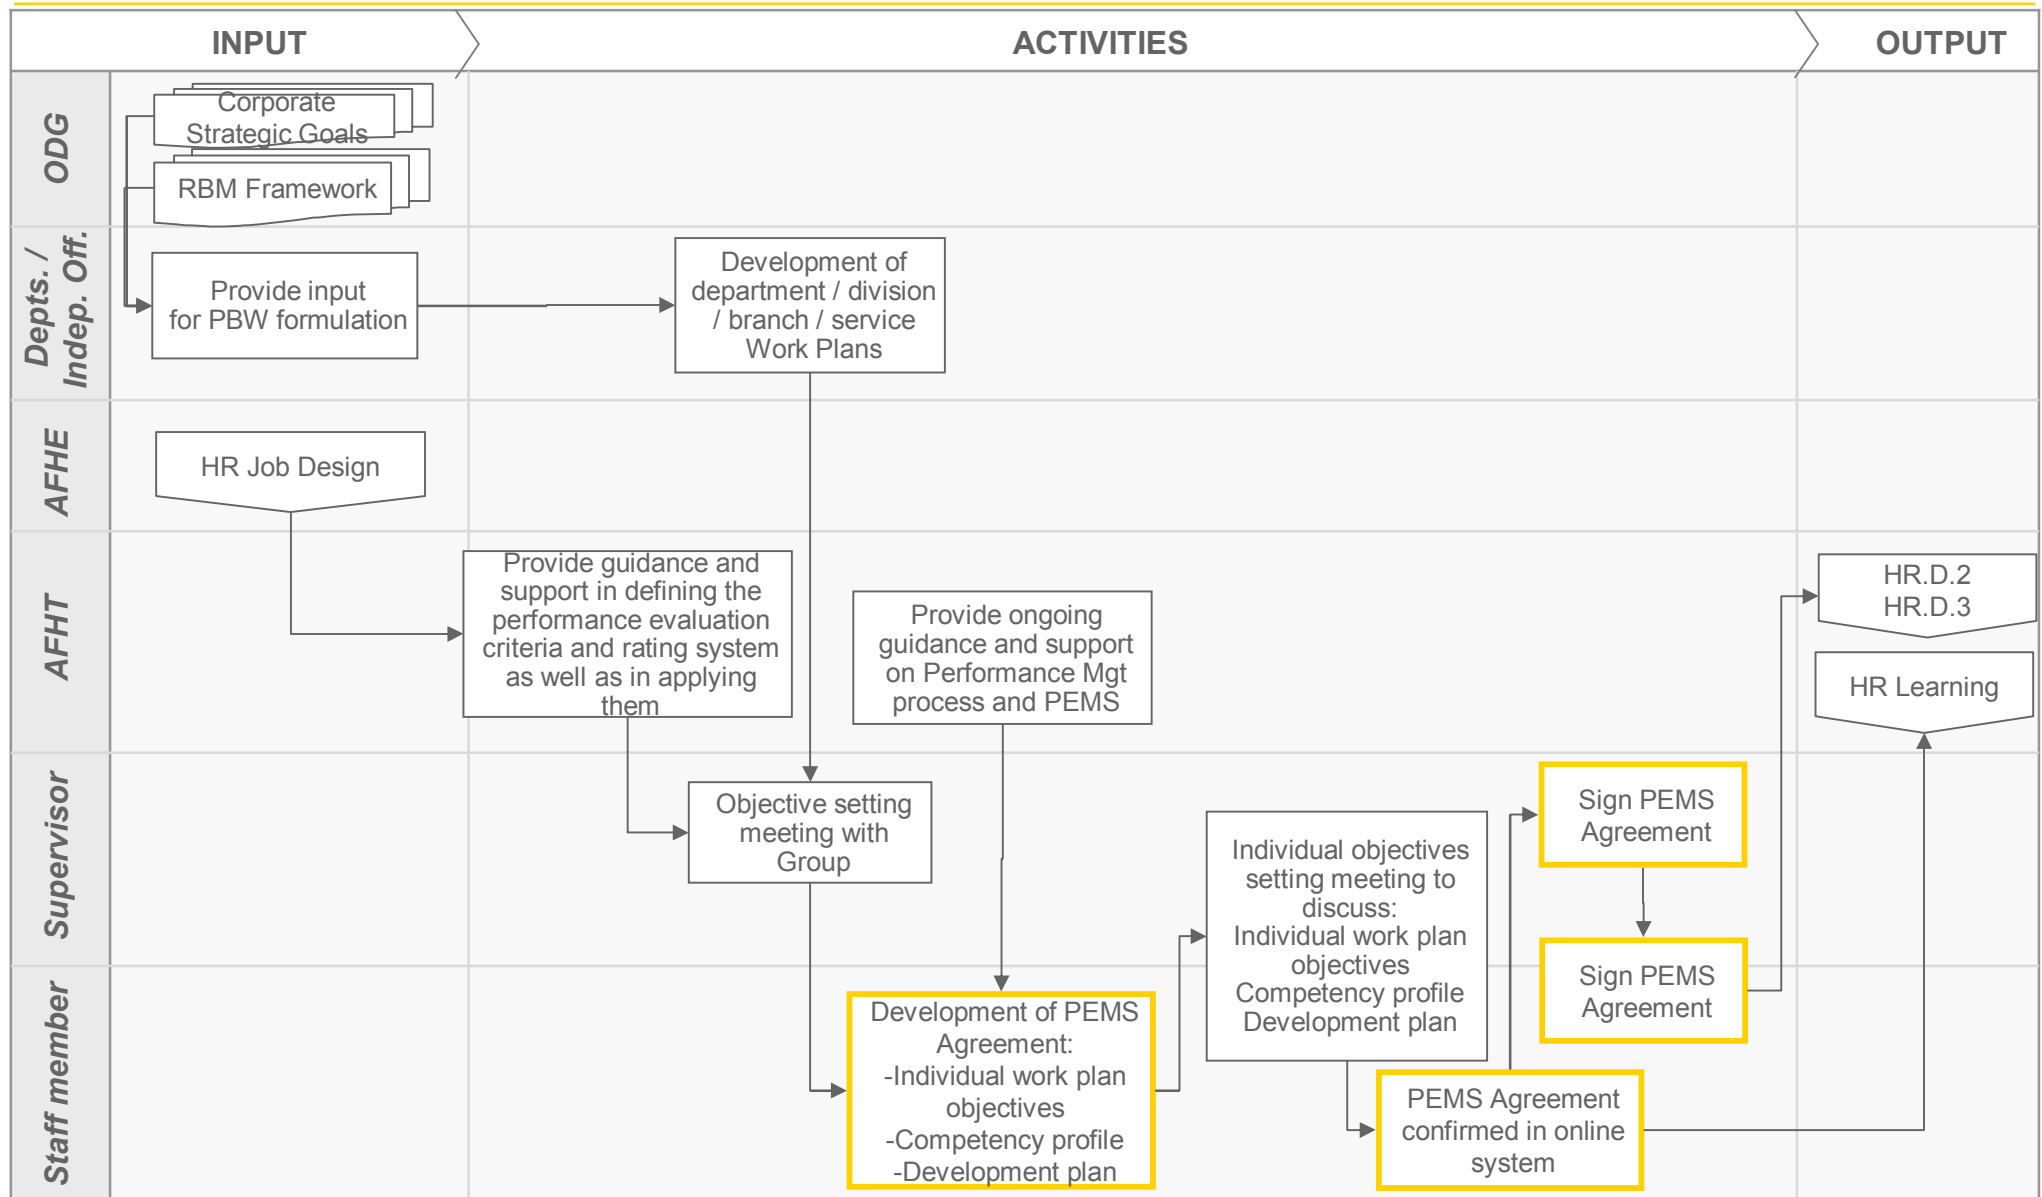 INPUT
ACTIVITIES
OUTPUT
ODG
Corporate
Strategic Goals
RBM Framework
Depts. /
Indep. Off.
Provide input
for PBW formulation
Development of
department / division
/ branch / service
Work Plans
AFHE
HR Job Design
AFHT
Provide guidance and
support in defining the
performance evaluation
criteria and rating system
as well as in applying
them
Provide ongoing
guidance and support
on Performance Mgt
process and PEMS
HR.D.2
HR.D.3
HR Learning
Supervisor
Objective setting
meeting with
Group
Individual objectives
setting meeting to
discuss:
Individual work plan
objectives
Competency profile
Development plan
Sign PEMS
Agreement
Sign PEMS
Agreement
Staff member
Development of PEMS
Agreement:
-Individual work plan
objectives
-Competency profile
-Development plan
PEMS Agreement
confirmed in online
system